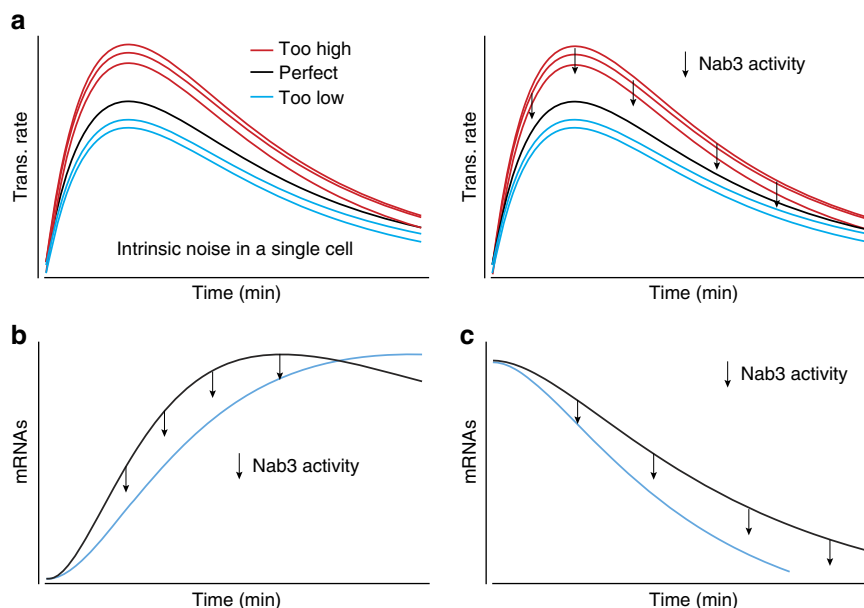 a
Trans. rate
Too high
Perfect
Too low
Intrinsic noise in a single cell
Time (min)
Trans. rate
Nab3 activity
Time (min)
b
mRNAs
Nab3 activity
Time (min)
c
mRNAs
Nab3 activity
Time (min)